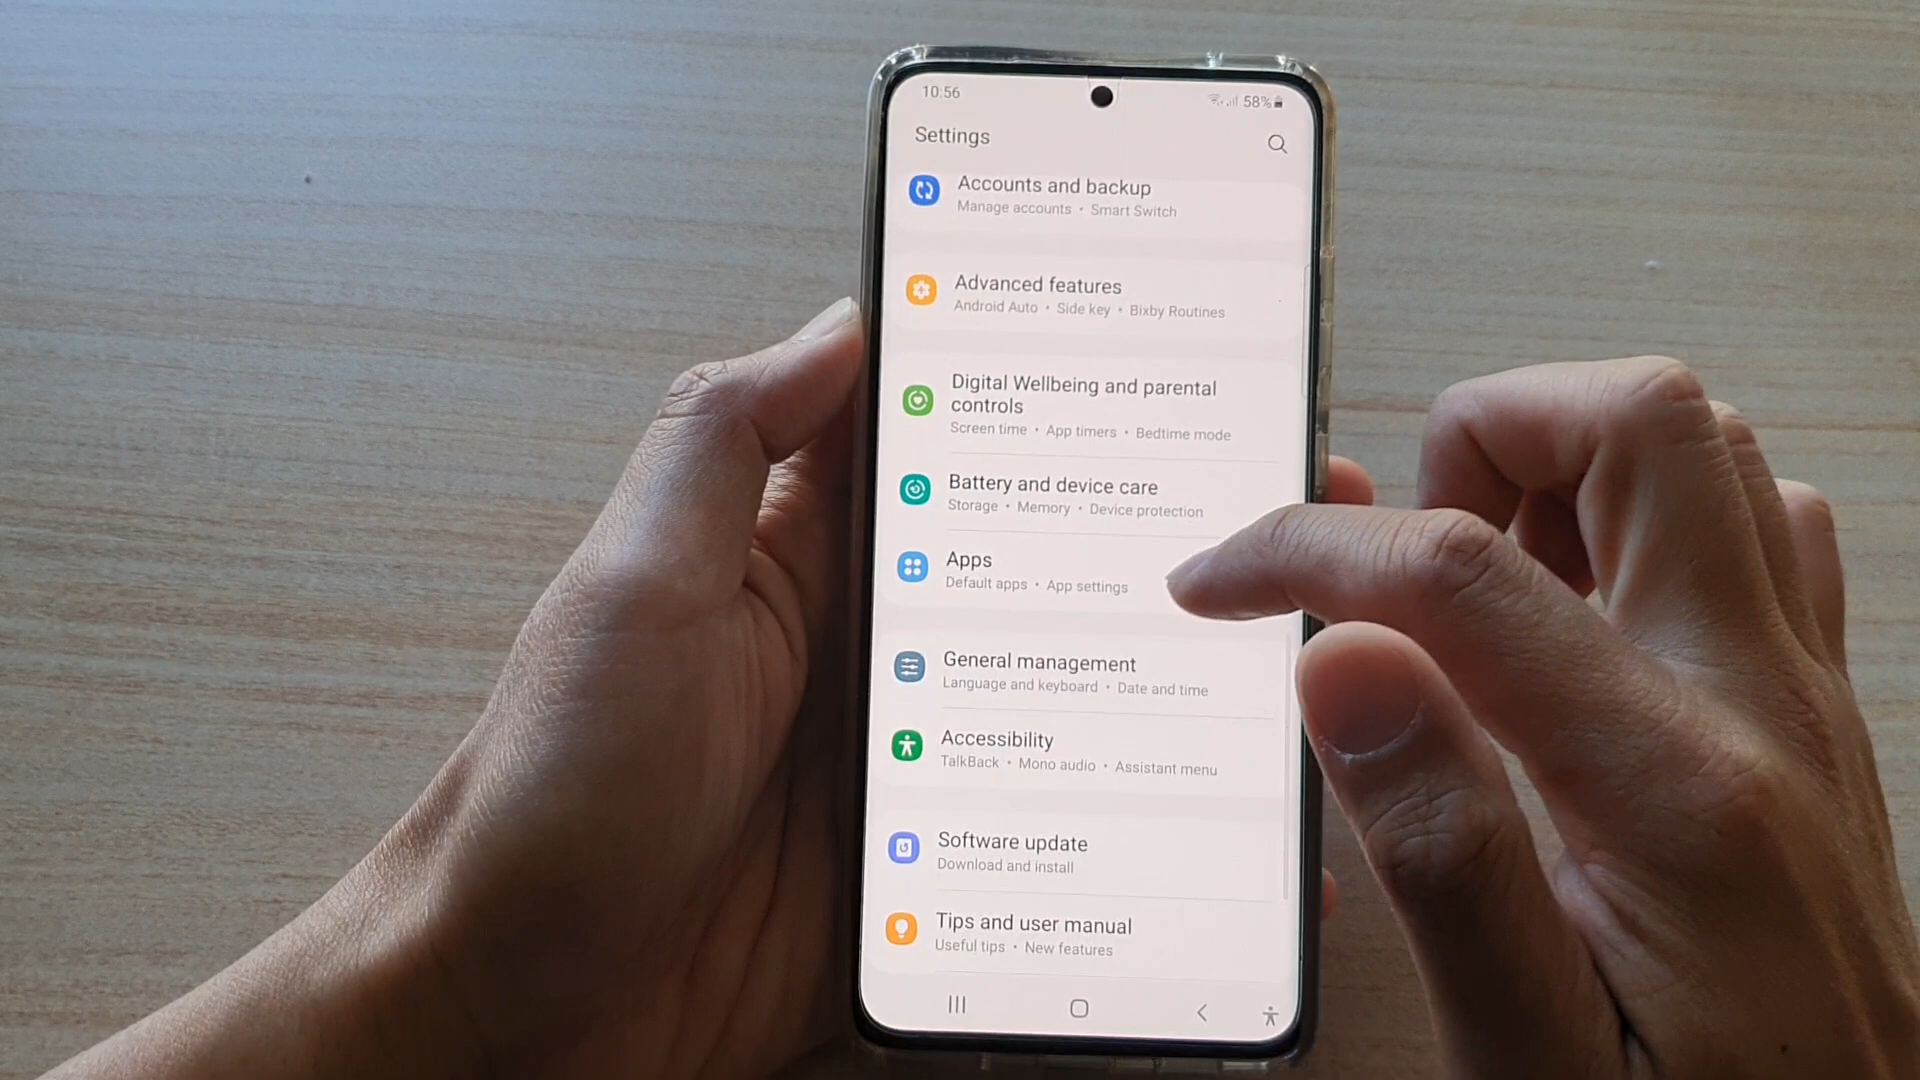 10:56
58%
Settings
Accounts and backup
Manage accounts • Smart Switch
Advanced features
Android Auto • Side key • Bixby Routines
Digital Wellbeing and parental
controls
Screen time • App timers • Bedtime mode
Battery and device care
Storage • Memory • Device protection
Apps
Default apps • App settings
General management
Language and keyboard • Date and time
Accessibility
TalkBack • Mono audio • Assistant menu
Software update
Download and install
Tips and user manual
Useful tips • New features